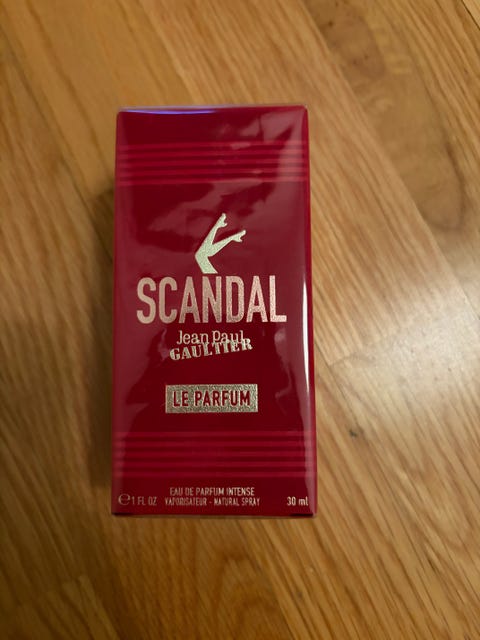 SCANDAL
Jean Paul
GAULTIER
LE PARFUM
EAU DE PARFUM INTENSE
℮1 FL OZ VAPORISATEUR - NATURAL SPRAY 30 ml